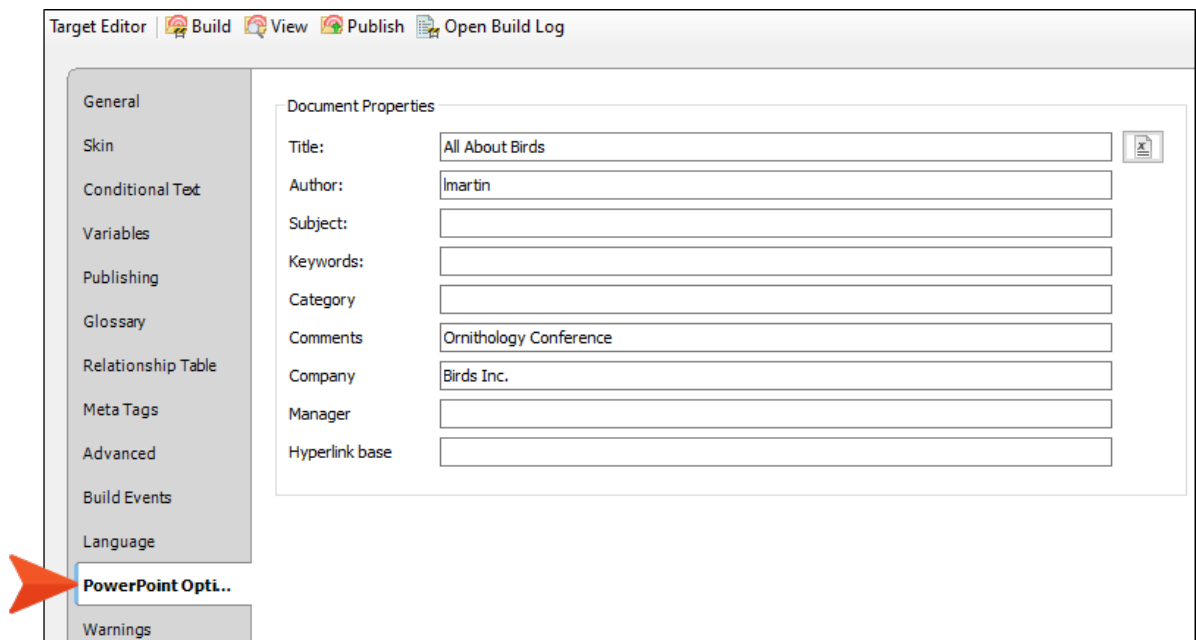 Target Editor Build View Publish Open Build Log
General
Skin
Conditional Text
Variables
Publishing
Glossary
Relationship Table
Meta Tags
Advanced
Build Events
Language
PowerPoint Opti...
Warnings
Document Properties
Title: All About Birds
Author: lmartin
Subject:
Keywords:
Category
Comments Ornithology Conference
Company Birds Inc.
Manager
Hyperlink base